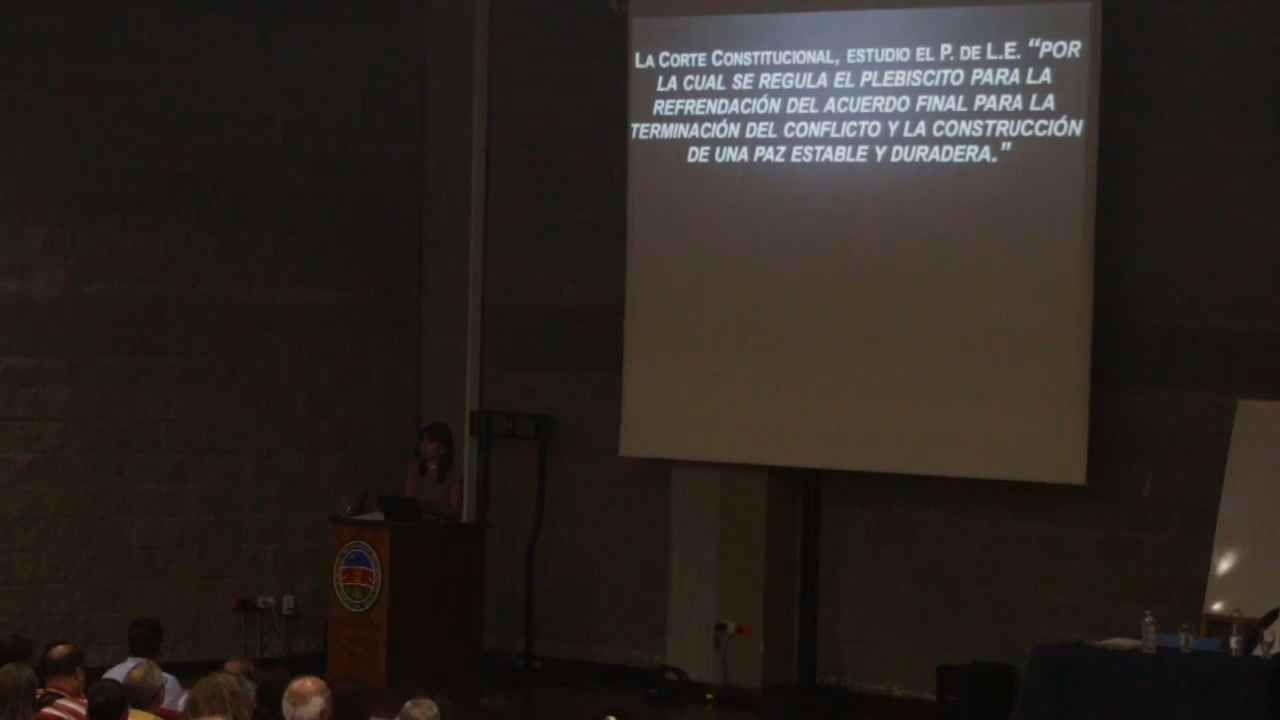 LA CORTE CONSTITUCIONAL, ESTUDIO EL P. DE L.E. “POR
LA CUAL SE REGULA EL PLEBISCITO PARA LA
REFRENDACIÓN DEL ACUERDO FINAL PARA LA
TERMINACIÓN DEL CONFLICTO Y LA CONSTRUCCIÓN
DE UNA PAZ ESTABLE Y DURADERA.”